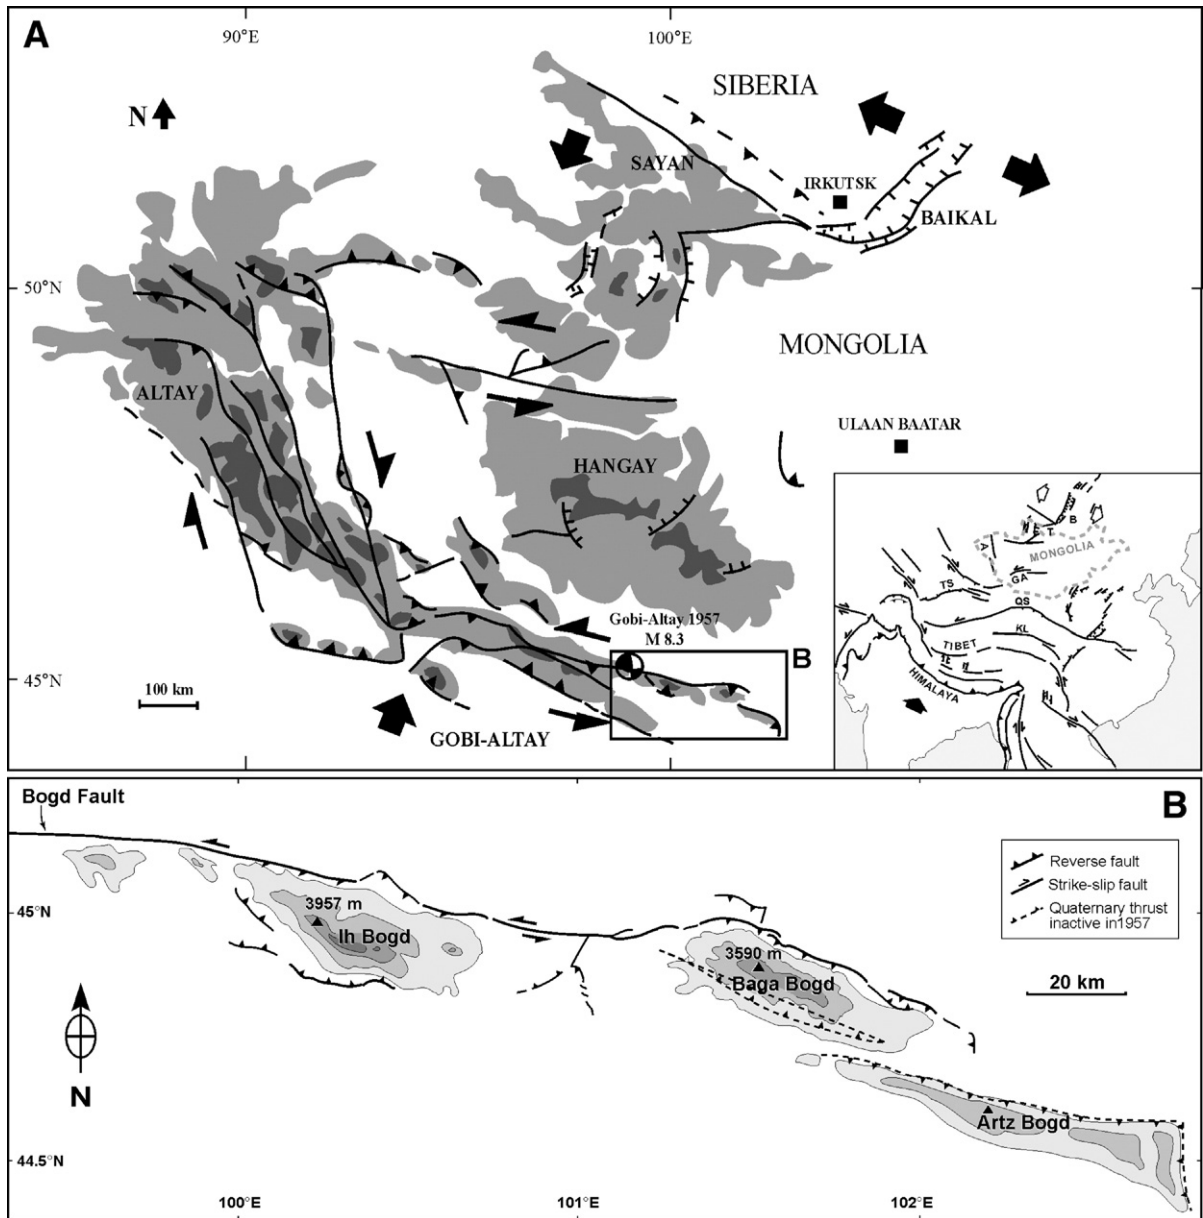 A
90°E
100°E
N
SIBERIA
SAYAN
IRKUTSK
BAIKAL
50°N
MONGOLIA
ALTAY
ULAAN BAATAR
HANGAY
Gobi-Altay 1957
M 8.3
B
45°N
100 km
GOBI-ALTAY
B
T
A
MONGOLIA
TS
GA
QS
KL
TIBET
HIMALAYA
Bogd Fault
B
Reverse fault
Strike-slip fault
Quaternary thrust
inactive in1957
45°N
3957 m
Ih Bogd
3590 m
Baga Bogd
20 km
N
Artz Bogd
44.5°N
100°E
101°E
102°E